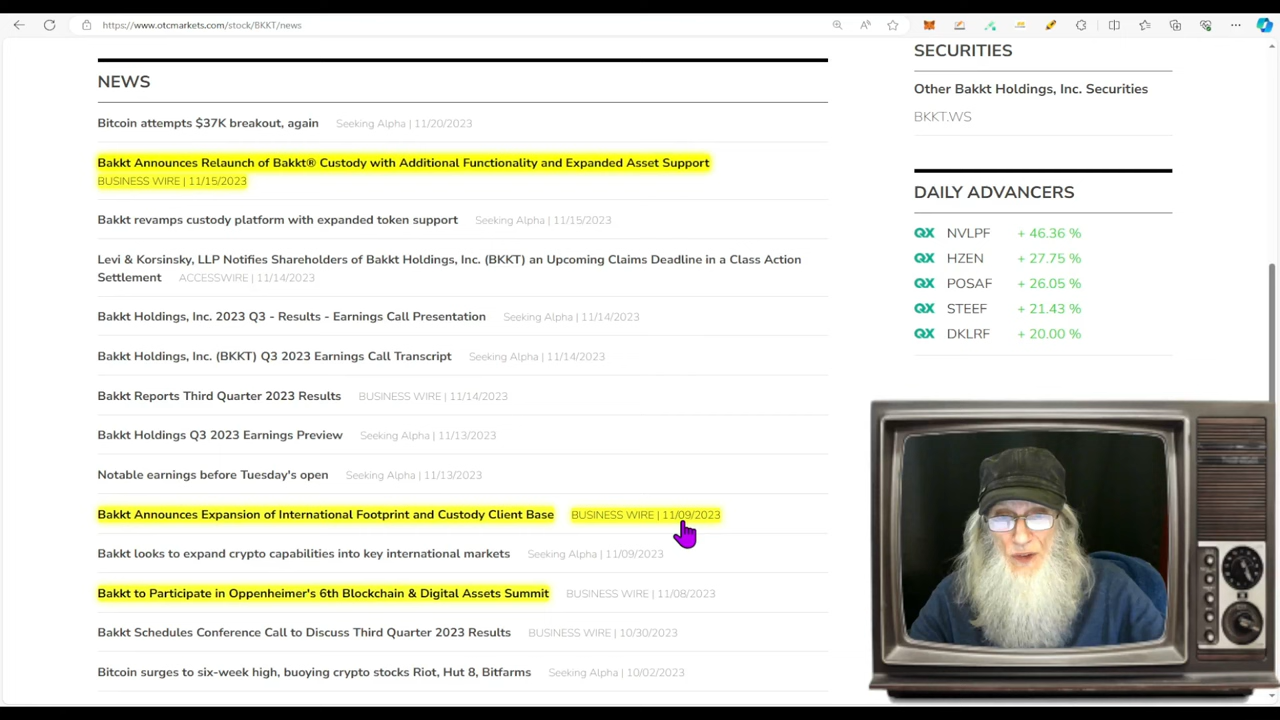 https://www.otcmarkets.com/stock/BKKT/news
NEWS
Bitcoin attempts $37K breakout, again Seeking Alpha | 11/20/2023
Bakkt Announces Relaunch of Bakkt® Custody with Additional Functionality and Expanded Asset Support
BUSINESS WIRE | 11/15/2023
Bakkt revamps custody platform with expanded token support Seeking Alpha | 11/15/2023
Levi & Korsinsky, LLP Notifies Shareholders of Bakkt Holdings, Inc. (BKKT) an Upcoming Claims Deadline in a Class Action
Settlement ACCESSWIRE | 11/14/2023
Bakkt Holdings, Inc. 2023 Q3 - Results - Earnings Call Presentation Seeking Alpha | 11/14/2023
Bakkt Holdings, Inc. (BKKT) Q3 2023 Earnings Call Transcript Seeking Alpha | 11/14/2023
Bakkt Reports Third Quarter 2023 Results BUSINESS WIRE | 11/14/2023
Bakkt Holdings Q3 2023 Earnings Preview Seeking Alpha | 11/13/2023
Notable earnings before Tuesday's open Seeking Alpha | 11/13/2023
Bakkt Announces Expansion of International Footprint and Custody Client Base BUSINESS WIRE | 11/09/2023
Bakkt looks to expand crypto capabilities into key international markets Seeking Alpha | 11/09/2023
Bakkt to Participate in Oppenheimer's 6th Blockchain & Digital Assets Summit BUSINESS WIRE | 11/08/2023
Bakkt Schedules Conference Call to Discuss Third Quarter 2023 Results BUSINESS WIRE | 10/30/2023
Bitcoin surges to six-week high, buoying crypto stocks Riot, Hut 8, Bitfarms Seeking Alpha | 10/02/2023
SECURITIES
Other Bakkt Holdings, Inc. Securities
BKKT.WS
DAILY ADVANCERS
QX NVLPF + 46.36 %
QX HZEN + 27.75 %
QX POSAF + 26.05 %
QX STEEF + 21.43 %
QX DKLRF + 20.00 %